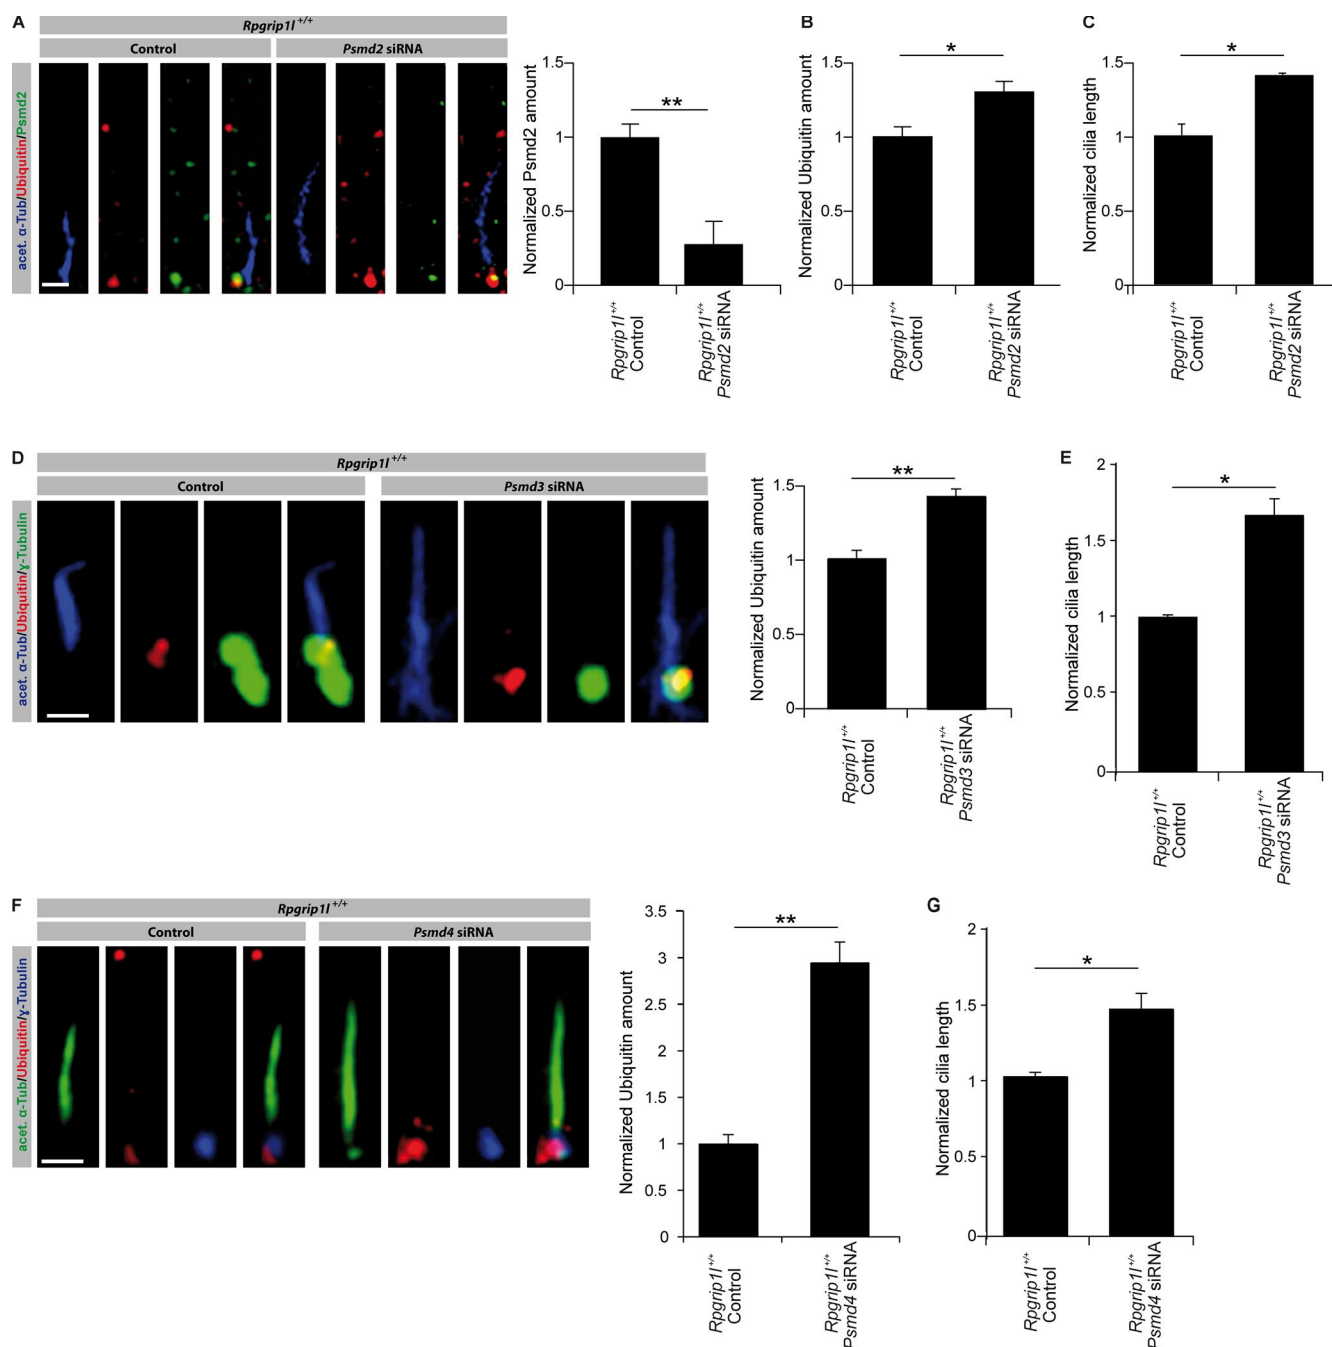 A
Rpgrip1l+/+
Control
Psmd2 siRNA
acet. α-Tub/Ubiquitin/Psmd2
Normalized Psmd2 amount
1.5
1
0.5
0
**
Rpgrip1l+/+
Control
Rpgrip1l+/+
Psmd2 siRNA
B
Normalized Ubiquitin amount
1.5
1
0.5
0
*
Rpgrip1l+/+
Control
Rpgrip1l+/+
Psmd2 siRNA
C
Normalized cilia length
1.5
1
0.5
0
*
Rpgrip1l+/+
Control
Rpgrip1l+/+
Psmd2 siRNA
D
Rpgrip1l+/+
Control
Psmd3 siRNA
acet. α-Tub/Ubiquitin/γ-Tubulin
Normalized Ubiquitin amount
1.5
1
0.5
0
**
Rpgrip1l+/+
Control
Rpgrip1l+/+
Psmd3 siRNA
E
Normalized cilia length
2
1.5
1
0.5
0
*
Rpgrip1l+/+
Control
Rpgrip1l+/+
Psmd3 siRNA
F
Rpgrip1l+/+
Control
Psmd4 siRNA
acet. α-Tub/Ubiquitin/γ-Tubulin
Normalized Ubiquitin amount
3.5
3
2.5
2
1.5
1
0.5
0
**
Rpgrip1l+/+
Control
Rpgrip1l+/+
Psmd4 siRNA
G
Normalized cilia length
2
1.5
1
0.5
0
*
Rpgrip1l+/+
Control
Rpgrip1l+/+
Psmd4 siRNA